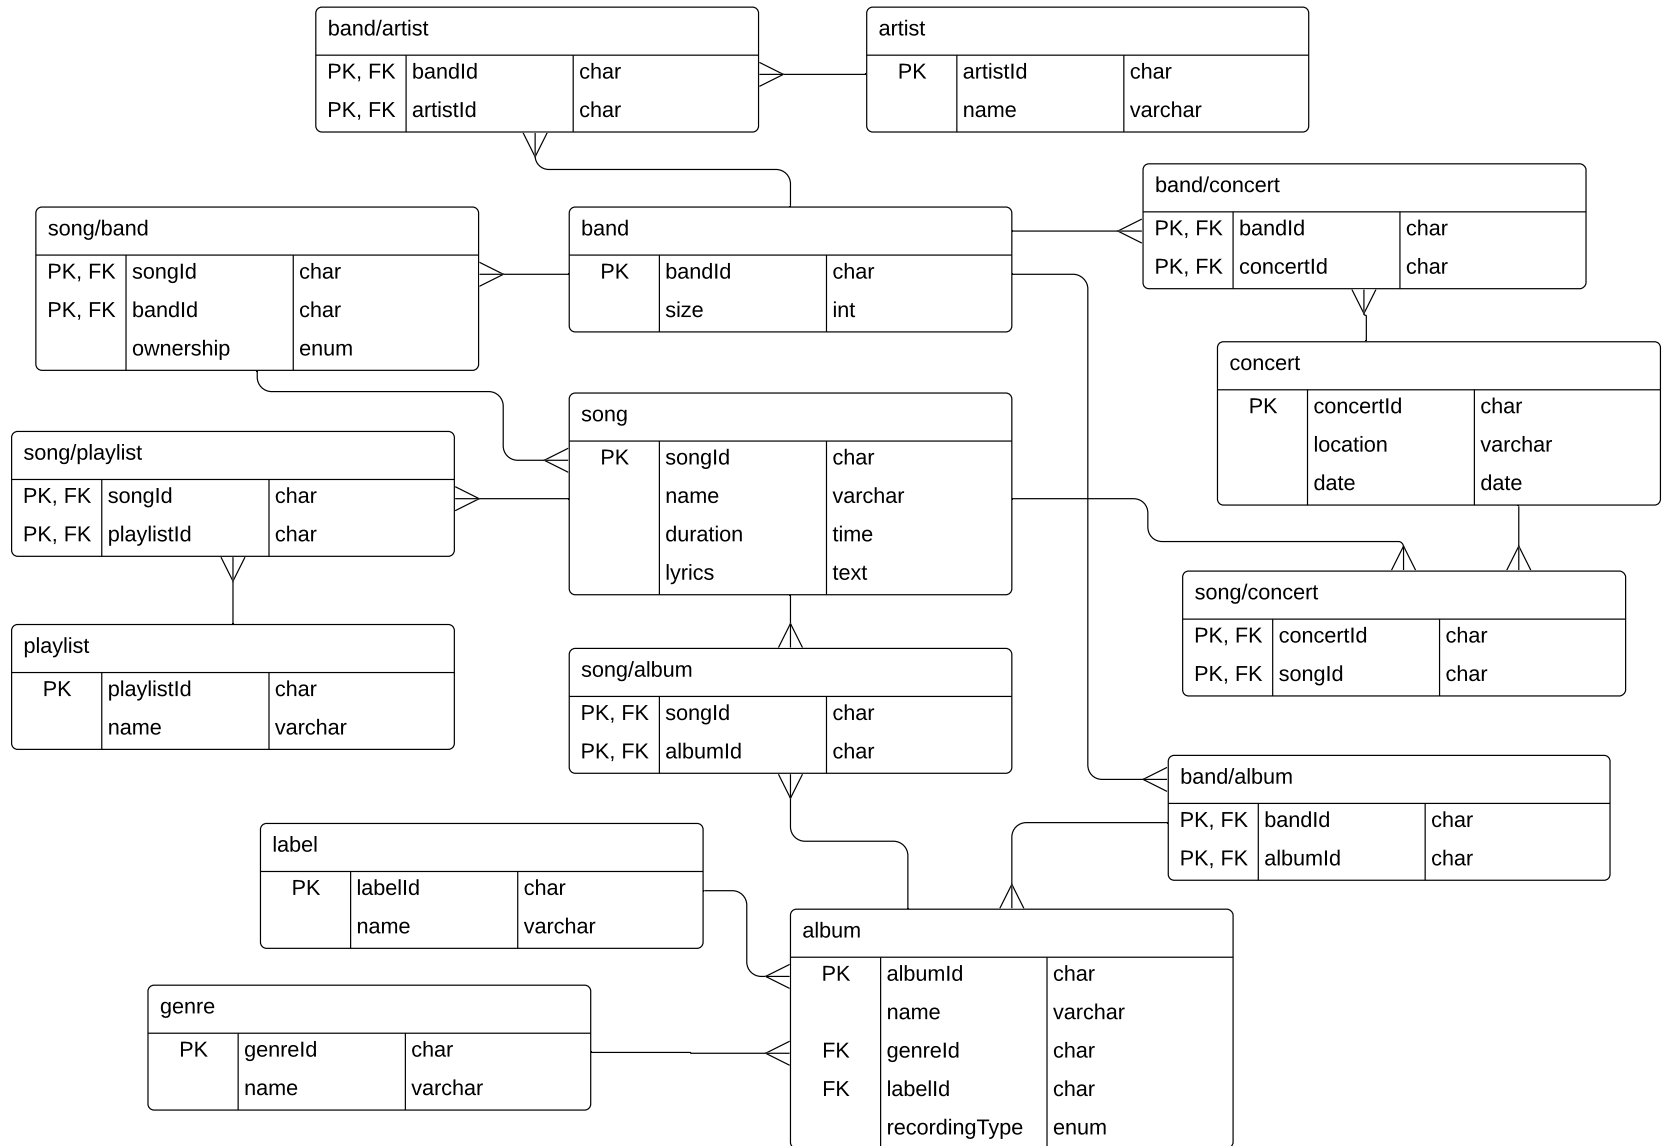 band/artist
PK, FK bandId char
PK, FK artistId char
artist
PK artistId char
name varchar
band/concert
PK, FK bandId char
PK, FK concertId char
song/band
PK, FK songId char
PK, FK bandId char
ownership enum
band
PK bandId char
size int
concert
PK concertId char
location varchar
date date
song
PK songId char
name varchar
duration time
lyrics text
song/playlist
PK, FK songId char
PK, FK playlistId char
song/concert
PK, FK concertId char
PK, FK songId char
playlist
PK playlistId char
name varchar
song/album
PK, FK songId char
PK, FK albumId char
band/album
PK, FK bandId char
PK, FK albumId char
label
PK labelId char
name varchar
album
PK albumId char
name varchar
FK genreId char
FK labelId char
recordingType enum
genre
PK genreId char
name varchar